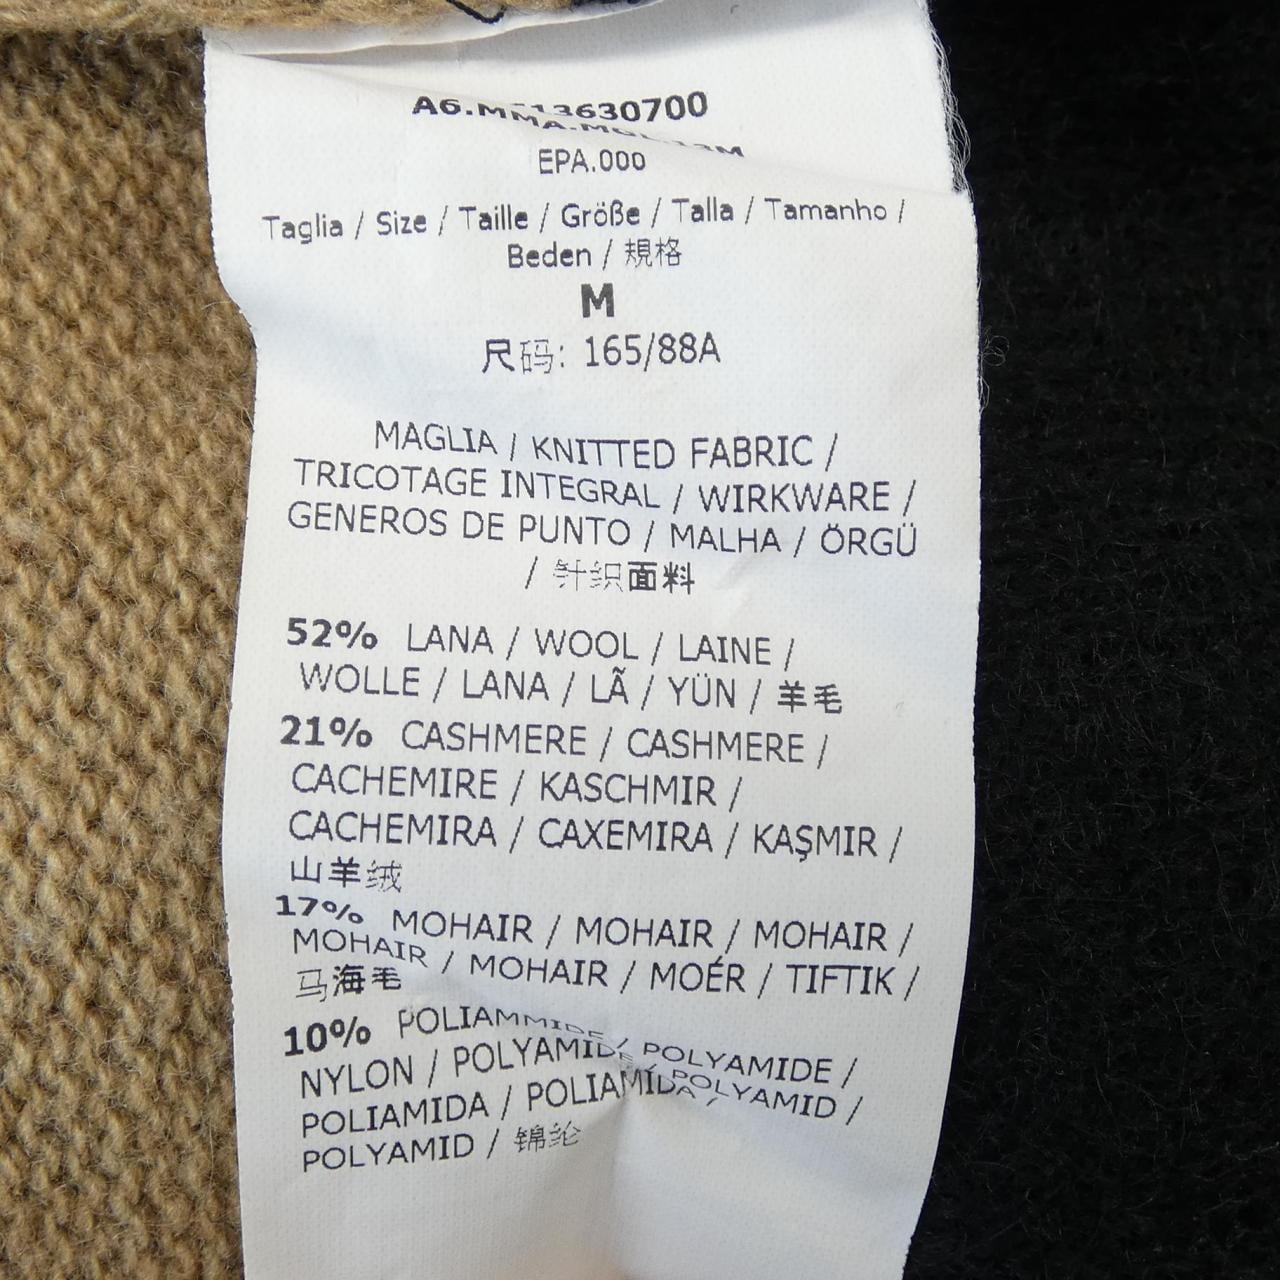 EPA.000
Taglia / Size / Taille / Größe / Talla / Tamanho /
Beden / 規格
M
尺码: 165/88A
MAGLIA / KNITTED FABRIC /
TRICOTAGE INTEGRAL / WIRKWARE /
GENEROS DE PUNTO / MALHA / ÖRGÜ
/ 针织面料
52% LANA / WOOL / LAINE /
WOLLE / LANA / LÃ / YÜN / 羊毛
21% CASHMERE / CASHMERE /
CACHEMIRE / KASCHMIR /
CACHEMIRA / CAXEMIRA / KAŞMIR /
山羊绒
17% MOHAIR / MOHAIR / MOHAIR /
MOHAIR / MOHAIR / MOÉR / TIFTIK /
马海毛
10% POLIAMMIDE /
NYLON / POLYAMIDE / POLYAMIDE /
POLIAMIDA / POLIAMIDA / POLYAMID /
POLYAMID / 锦纶